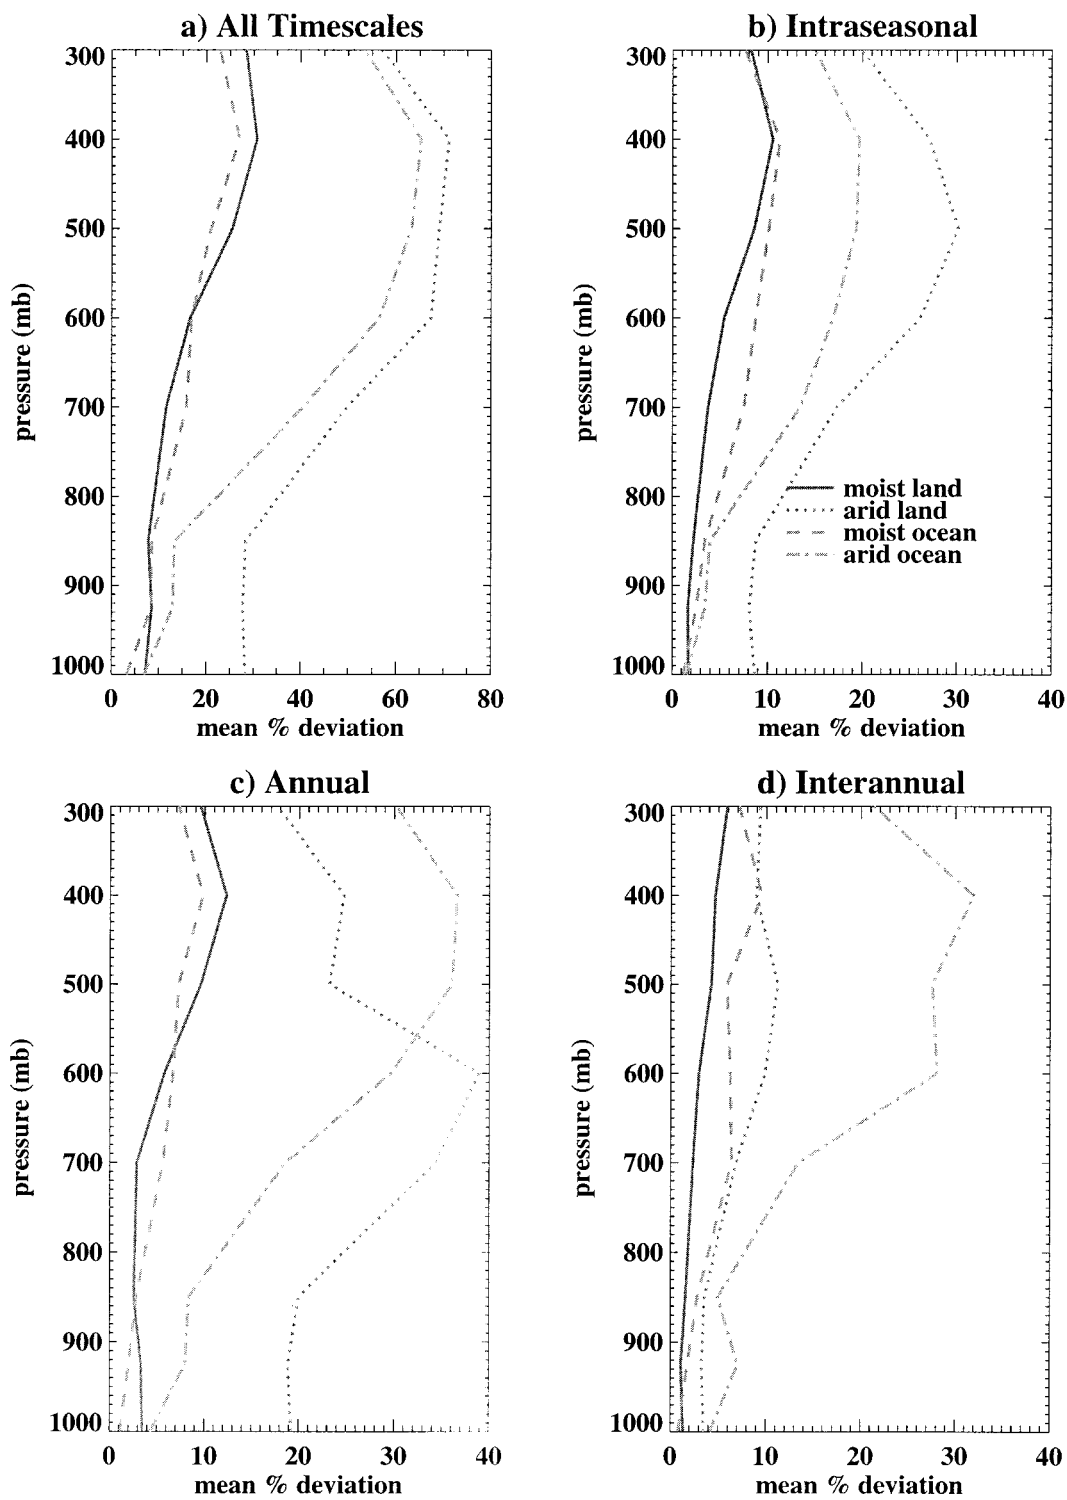 a) All Timescales
300
400
500
600
700
800
900
1000
pressure (mb)
0 20 40 60 80
mean % deviation
b) Intraseasonal
300
400
500
600
700
800
900
1000
pressure (mb)
moist land
arid land
moist ocean
arid ocean
0 10 20 30 40
mean % deviation
c) Annual
300
400
500
600
700
800
900
1000
pressure (mb)
0 10 20 30 40
mean % deviation
d) Interannual
300
400
500
600
700
800
900
1000
pressure (mb)
0 10 20 30 40
mean % deviation